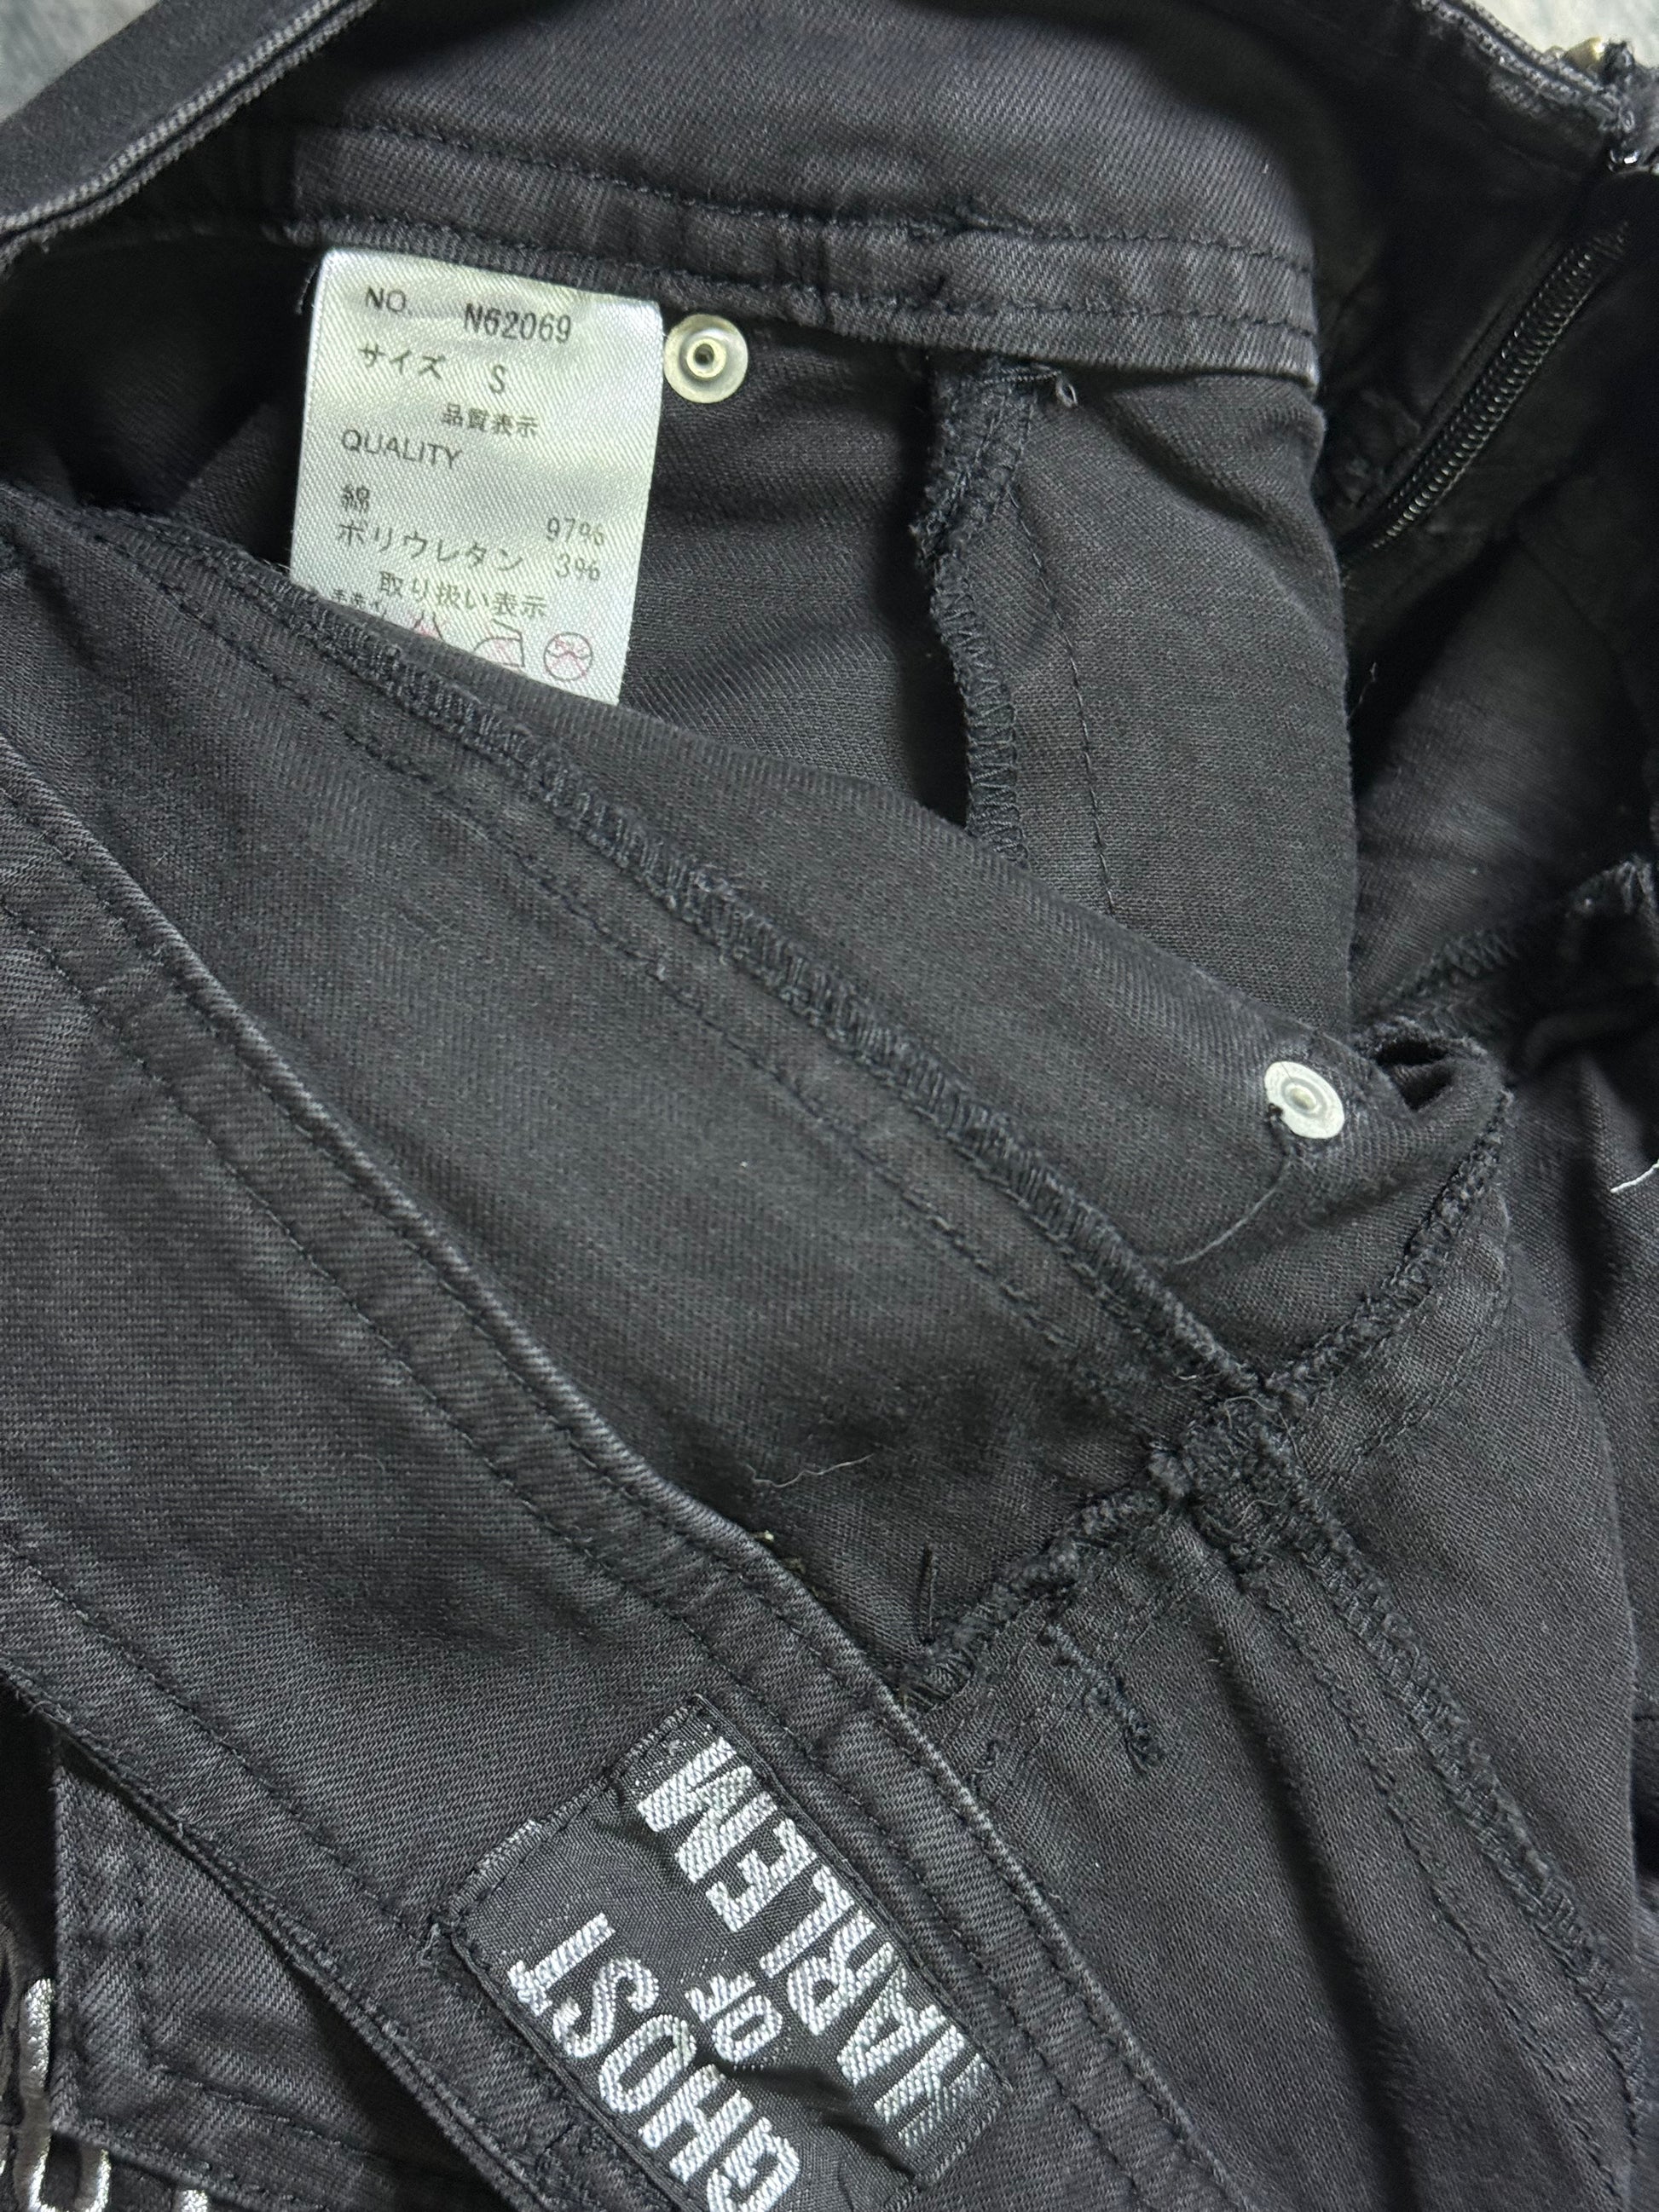 NO. N62069
サイズ S
品質表示
QUALITY
綿 97%
ポリウレタン 3%
取り扱い表示
GHOST
OF
HARLEM